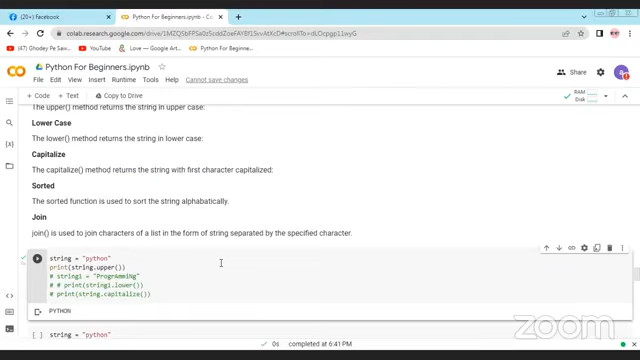 (2) Facebook
Python For Beginners.ipynb - C
colab.research.google.com/drive/1MZQSbFPSa0zSoddZoeFAYBf1SvvAtXcO#scrollTo=dLOcpgp11wyG
(47) Ghodey Pe Sawar
YouTube
Love — Google Art
Python For Beginner...
Python For Beginners.ipynb
File Edit View Insert Runtime Tools Help Cannot save changes
Share
+ Code + Text Copy to Drive
RAM
Disk
The upper() method returns the string in upper case:
Lower Case
The lower() method returns the string in lower case:
Capitalize
The capitalize() method returns the string with first character capitalized:
Sorted
The sorted function is used to sort the string alphabetically.
Join
join() is used to join characters of a list in the form of string separated by the specified character.
string = "python"
print(string.upper())
# string1 = "PrognAmmiNg"
# # print(string1.lower())
# print(string.capitalize())
PYTHON
[ ] string = "python"
0s completed at 6:41 PM
zoom